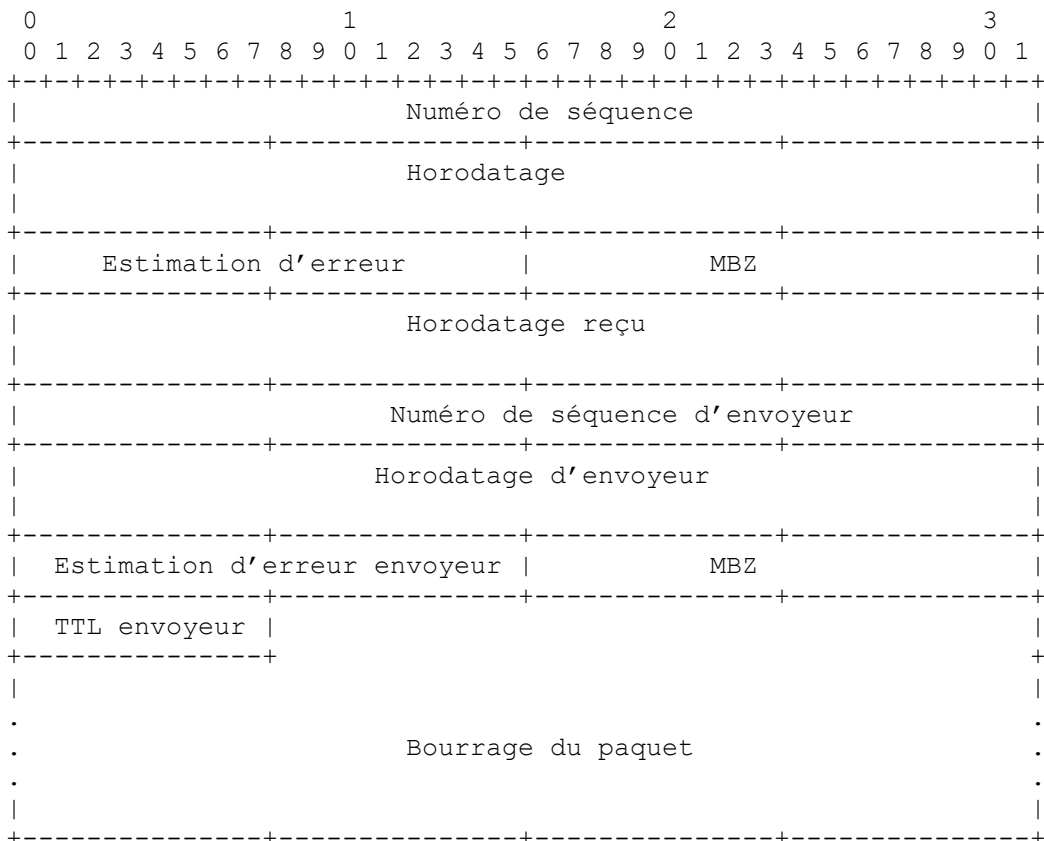 0                   1                   2                   3
0 1 2 3 4 5 6 7 8 9 0 1 2 3 4 5 6 7 8 9 0 1 2 3 4 5 6 7 8 9 0 1
+-+-+-+-+-+-+-+-+-+-+-+-+-+-+-+-+-+-+-+-+-+-+-+-+-+-+-+-+-+-+-+-+
| Numéro de séquence |
+---------------+---------------+---------------+---------------+
| Horodatage |
| |
+---------------+---------------+---------------+---------------+
| Estimation d’erreur | MBZ |
+---------------+---------------+---------------+---------------+
| Horodatage reçu |
| |
+---------------+---------------+---------------+---------------+
| Numéro de séquence d’envoyeur |
+---------------+---------------+---------------+---------------+
| Horodatage d’envoyeur |
| |
+---------------+---------------+---------------+---------------+
| Estimation d’erreur envoyeur | MBZ |
+---------------+---------------+---------------+---------------+
| TTL envoyeur | |
+---------------+ +
| |
. .
. Bourrage du paquet .
. .
| |
+---------------+---------------+---------------+---------------+